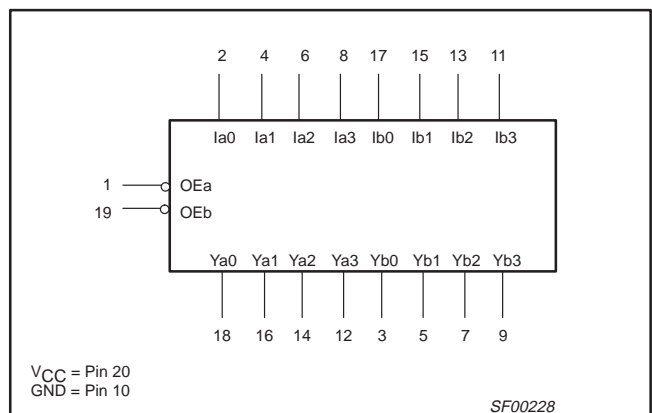 2 4 6 8 17 15 13 11
Ia0 Ia1 Ia2 Ia3 Ib0 Ib1 Ib2 Ib3
1 OEa
19 OEb
Ya0 Ya1 Ya2 Ya3 Yb0 Yb1 Yb2 Yb3
18 16 14 12 3 5 7 9
VCC = Pin 20
GND = Pin 10
SF00228